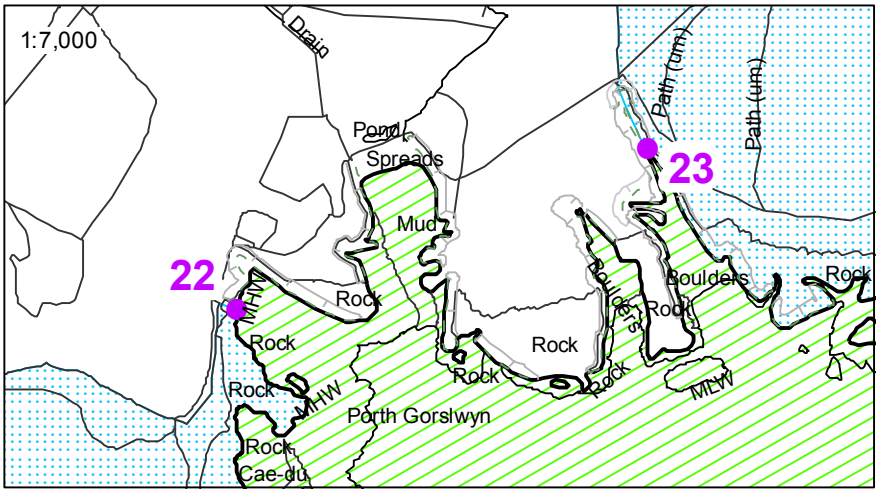 1:7,000
Drain
Path (um)
Path (um)
Pond
Spreads
23
Mud
22
MHW
Rock
Boulders
Boulders
Rock
Rock
Rock
Rock
Rock
Rock
Rock
MLW
MHW
Porth Gorslwyn
Rock
Cae-du